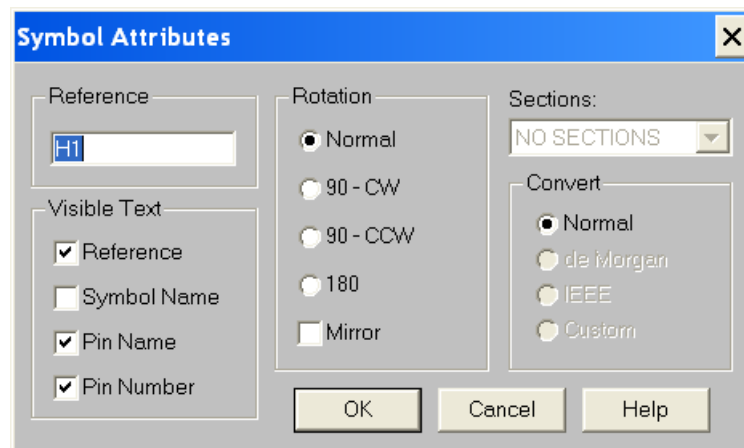 Symbol Attributes
Reference
H1
Visible Text
Reference
Symbol Name
Pin Name
Pin Number
Rotation
Normal
90 - CW
90 - CCW
180
Mirror
Sections:
NO SECTIONS
Convert
Normal
de Morgan
IEEE
Custom
OK
Cancel
Help